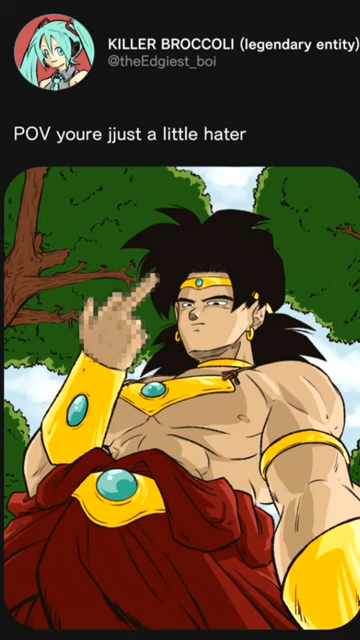 KILLER BROCCOLI (legendary entity)
@theEdgiest_boi
POV youre jjust a little hater